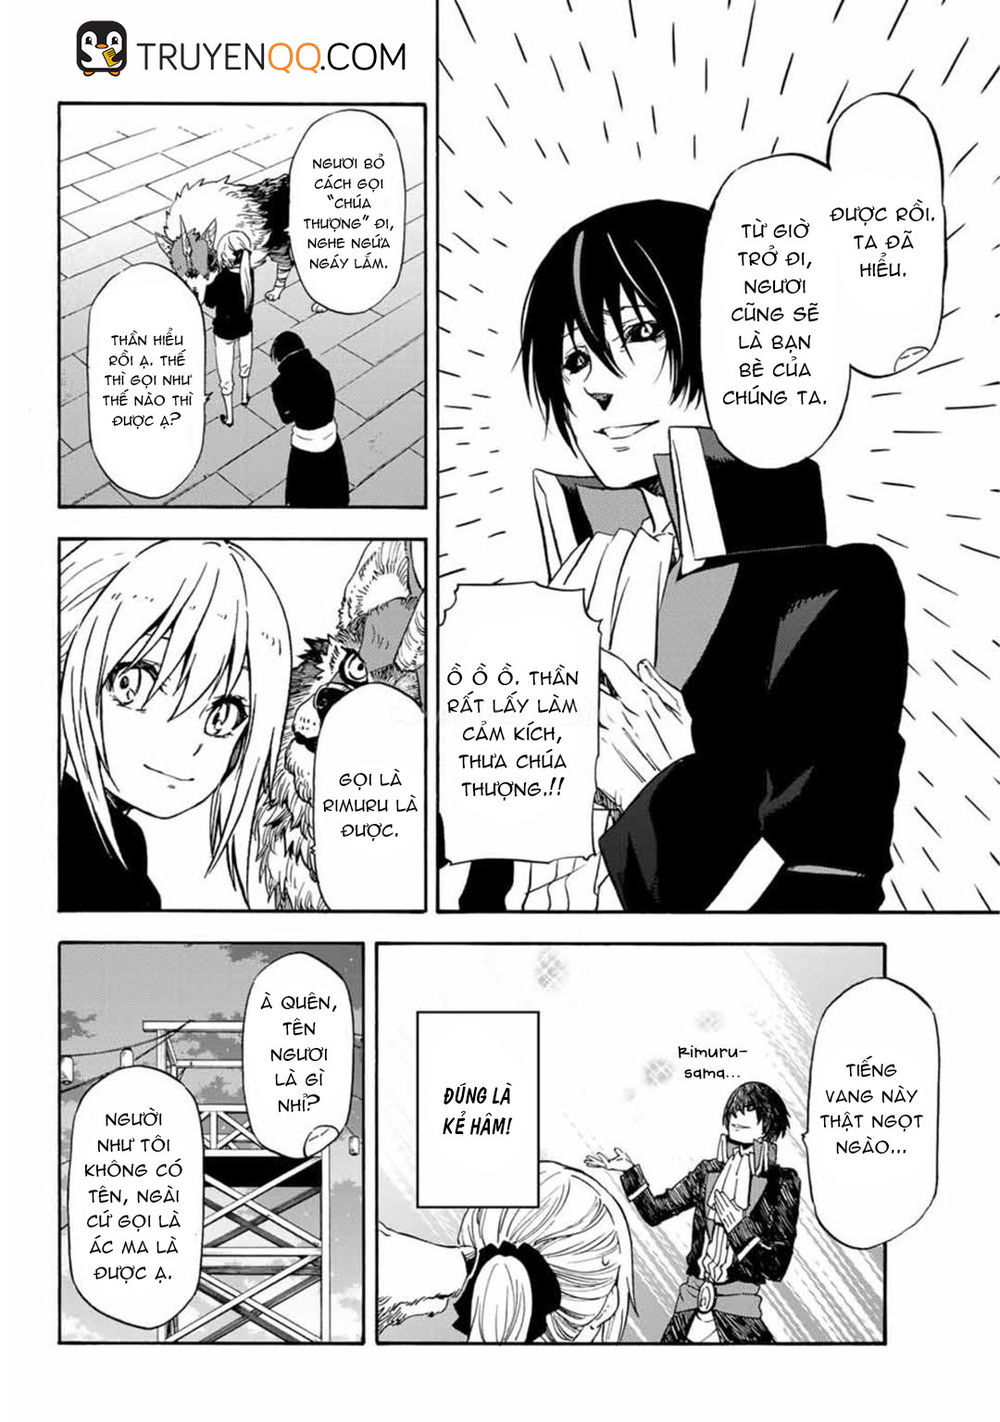 TRUYENQQ.COM
ĐƯỢC RỒI.
TA ĐÃ
HIỂU.
TỪ GIỜ
TRỞ ĐI,
NGƯƠI
CŨNG SẼ
LÀ BẠN
BÈ CỦA
CHÚNG TA.
Ồ Ồ Ồ. THẦN
RẤT LẤY LÀM
CẢM KÍCH,
THƯA CHÚA
THƯỢNG.!!
NGƯƠI BỎ
CÁCH GỌI
“CHÚA
THƯỢNG” ĐI,
NGHE NGỨA
NGÁY LẮM.
THẦN HIỂU
RỒI Ạ. THẾ
THÌ GỌI NHƯ
THẾ NÀO THÌ
ĐƯỢC Ạ?
GỌI LÀ
RIMURU LÀ
ĐƯỢC.
TIẾNG
VANG NÀY
THẬT NGỌT
NGÀO...
Rimuru-
sama...
ĐÚNG LÀ
KẺ HÂM!
À QUÊN,
TÊN
NGƯƠI
LÀ GÌ
NHỈ?
NGƯỜI
NHƯ TÔI
KHÔNG CÓ
TÊN, NGÀI
CỨ GỌI LÀ
ÁC MA LÀ
ĐƯỢC Ạ.